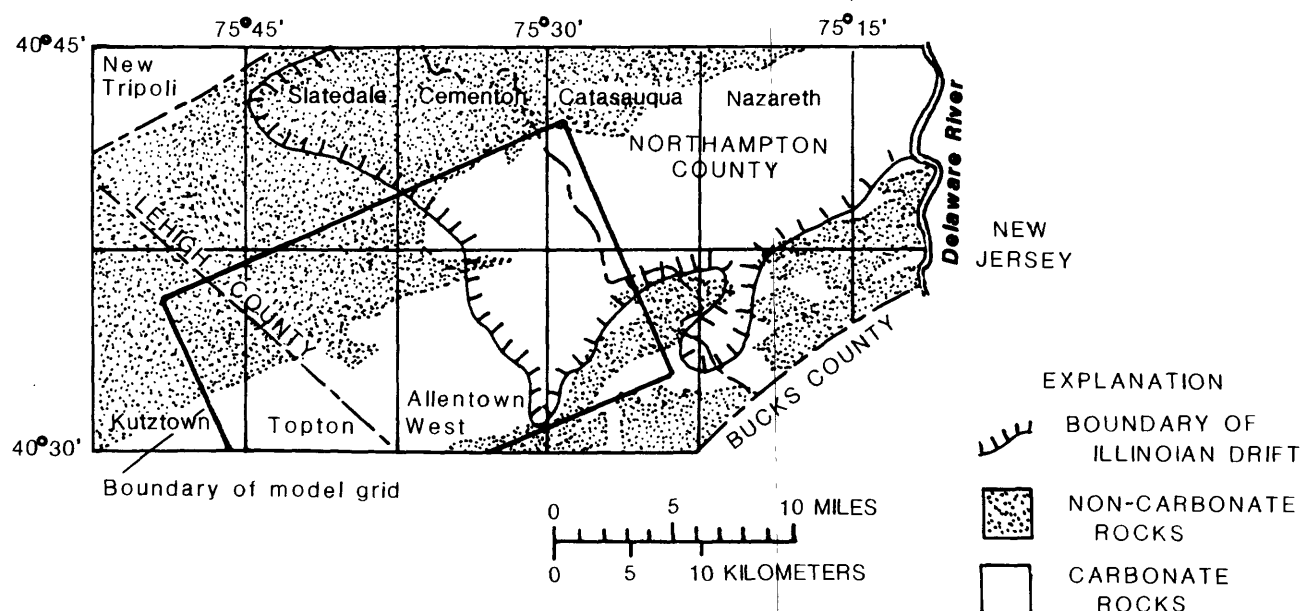 75°45'
75°30'
75°15'
40°45'
New
Tripoli
Slatedale
Cementon
Catasauqua
Nazareth
Delaware River
NORTHAMPTON
COUNTY
LEHIGH
COUNTY
NEW
JERSEY
BUCKS COUNTY
Kutztown
Topton
Allentown
West
40°30'
Boundary of model grid
0 5 10 MILES
0 5 10 KILOMETERS
EXPLANATION
BOUNDARY OF
ILLINOIAN DRIFT
NON-CARBONATE
ROCKS
CARBONATE
ROCKS